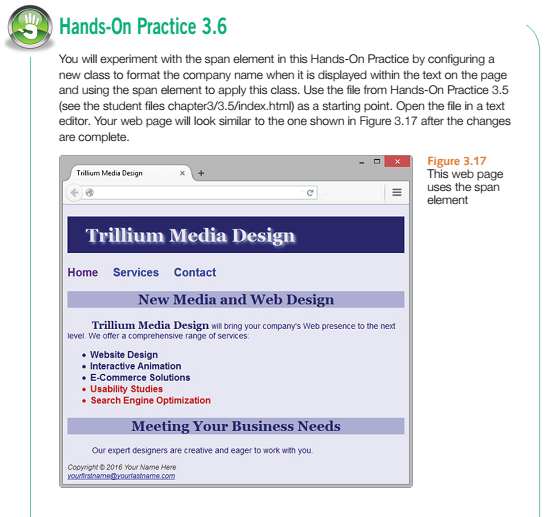 Hands-On Practice 3.6
You will experiment with the span element in this Hands-On Practice by configuring a
new class to format the company name when it is displayed within the text on the page
and using the span element to apply this class. Use the file from Hands-On Practice 3.5
(see the student files chapter3/3.5/index.html) as a starting point. Open the file in a text
editor. Your web page will look similar to the one shown in Figure 3.17 after the changes
are complete.
Figure 3.17
This web page
uses the span
element
Trillium Media Design
Trillium Media Design
Home Services Contact
New Media and Web Design
Trillium Media Design will bring your company's Web presence to the next
level. We offer a comprehensive range of services:
• Website Design
• Interactive Animation
• E-Commerce Solutions
• Usability Studies
• Search Engine Optimization
Meeting Your Business Needs
Our expert designers are creative and eager to work with you.
Copyright © 2016 Your Name Here
yourfirstname@yourlastname.com